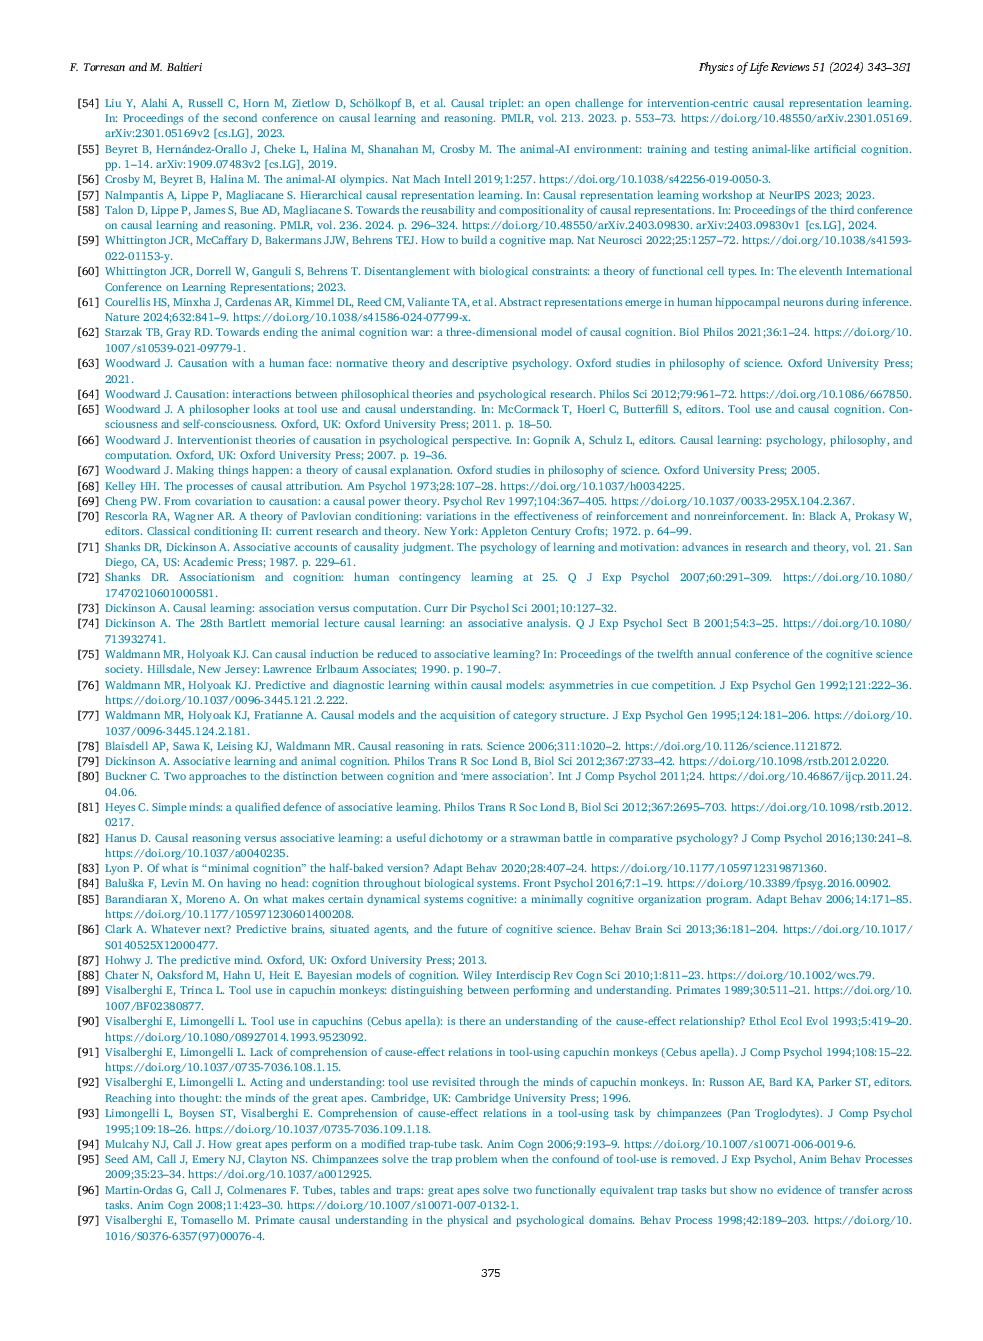 F. Torresan and M. Baltieri
Physics of Life Reviews 51 (2024) 343–381
[54] Liu Y, Alahi A, Russell C, Horn M, Zietlow D, Schölkopf B, et al. Causal triplet: an open challenge for intervention-centric causal representation learning.
In: Proceedings of the second conference on causal learning and reasoning. PMLR, vol. 213. 2023. p. 553–73. https://doi.org/10.48550/arXiv.2301.05169.
arXiv:2301.05169v2 [cs.LG], 2023.
[55] Beyret B, Hernández-Orallo J, Cheke L, Halina M, Shanahan M, Crosby M. The animal-AI environment: training and testing animal-like artificial cognition.
pp. 1–14. arXiv:1909.07483v2 [cs.LG], 2019.
[56] Crosby M, Beyret B, Halina M. The animal-AI olympics. Nat Mach Intell 2019;1:257. https://doi.org/10.1038/s42256-019-0050-3.
[57] Nalmpantis A, Lippe P, Magliacane S. Hierarchical causal representation learning. In: Causal representation learning workshop at NeurIPS 2023; 2023.
[58] Talon D, Lippe P, James S, Bue AD, Magliacane S. Towards the reusability and compositionality of causal representations. In: Proceedings of the third conference
on causal learning and reasoning. PMLR, vol. 236. 2024. p. 296–324. https://doi.org/10.48550/arXiv.2403.09830. arXiv:2403.09830v1 [cs.LG], 2024.
[59] Whittington JCR, McCaffary D, Bakermans JJW, Behrens TEJ. How to build a cognitive map. Nat Neurosci 2022;25:1257–72. https://doi.org/10.1038/s41593-
022-01153-y.
[60] Whittington JCR, Dorrell W, Ganguli S, Behrens T. Disentanglement with biological constraints: a theory of functional cell types. In: The eleventh International
Conference on Learning Representations; 2023.
[61] Courellis HS, Minxha J, Cardenas AR, Kimmel DL, Reed CM, Valiante TA, et al. Abstract representations emerge in human hippocampal neurons during inference.
Nature 2024;632:841–9. https://doi.org/10.1038/s41586-024-07799-x.
[62] Starzak TB, Gray RD. Towards ending the animal cognition war: a three-dimensional model of causal cognition. Biol Philos 2021;36:1–24. https://doi.org/10.
1007/s10539-021-09779-1.
[63] Woodward J. Causation with a human face: normative theory and descriptive psychology. Oxford studies in philosophy of science. Oxford University Press;
2021.
[64] Woodward J. Causation: interactions between philosophical theories and psychological research. Philos Sci 2012;79:961–72. https://doi.org/10.1086/667850.
[65] Woodward J. A philosopher looks at tool use and causal understanding. In: McCormack T, Hoerl C, Butterfill S, editors. Tool use and causal cognition. Con-
sciousness and self-consciousness. Oxford, UK: Oxford University Press; 2011. p. 18–50.
[66] Woodward J. Interventionist theories of causation in psychological perspective. In: Gopnik A, Schulz L, editors. Causal learning: psychology, philosophy, and
computation. Oxford, UK: Oxford University Press; 2007. p. 19–36.
[67] Woodward J. Making things happen: a theory of causal explanation. Oxford studies in philosophy of science. Oxford University Press; 2005.
[68] Kelley HH. The processes of causal attribution. Am Psychol 1973;28:107–28. https://doi.org/10.1037/h0034225.
[69] Cheng PW. From covariation to causation: a causal power theory. Psychol Rev 1997;104:367–405. https://doi.org/10.1037/0033-295X.104.2.367.
[70] Rescorla RA, Wagner AR. A theory of Pavlovian conditioning: variations in the effectiveness of reinforcement and nonreinforcement. In: Black A, Prokasy W,
editors. Classical conditioning II: current research and theory. New York: Appleton Century Crofts; 1972. p. 64–99.
[71] Shanks DR, Dickinson A. Associative accounts of causality judgment. The psychology of learning and motivation: advances in research and theory, vol. 21. San
Diego, CA, US: Academic Press; 1987. p. 229–61.
[72] Shanks DR. Associationism and cognition: human contingency learning at 25. Q J Exp Psychol 2007;60:291–309. https://doi.org/10.1080/
17470210601000581.
[73] Dickinson A. Causal learning: association versus computation. Curr Dir Psychol Sci 2001;10:127–32.
[74] Dickinson A. The 28th Bartlett memorial lecture causal learning: an associative analysis. Q J Exp Psychol Sect B 2001;54:3–25. https://doi.org/10.1080/
713932741.
[75] Waldmann MR, Holyoak KJ. Can causal induction be reduced to associative learning? In: Proceedings of the twelfth annual conference of the cognitive science
society. Hillsdale, New Jersey: Lawrence Erlbaum Associates; 1990. p. 190–7.
[76] Waldmann MR, Holyoak KJ. Predictive and diagnostic learning within causal models: asymmetries in cue competition. J Exp Psychol Gen 1992;121:222–36.
https://doi.org/10.1037/0096-3445.121.2.222.
[77] Waldmann MR, Holyoak KJ, Fratianne A. Causal models and the acquisition of category structure. J Exp Psychol Gen 1995;124:181–206. https://doi.org/10.
1037/0096-3445.124.2.181.
[78] Blaisdell AP, Sawa K, Leising KJ, Waldmann MR. Causal reasoning in rats. Science 2006;311:1020–2. https://doi.org/10.1126/science.1121872.
[79] Dickinson A. Associative learning and animal cognition. Philos Trans R Soc Lond B, Biol Sci 2012;367:2733–42. https://doi.org/10.1098/rstb.2012.0220.
[80] Buckner C. Two approaches to the distinction between cognition and ‘mere association’. Int J Comp Psychol 2011;24. https://doi.org/10.46867/ijcp.2011.24.
04.06.
[81] Heyes C. Simple minds: a qualified defence of associative learning. Philos Trans R Soc Lond B, Biol Sci 2012;367:2695–703. https://doi.org/10.1098/rstb.2012.
0217.
[82] Hanus D. Causal reasoning versus associative learning: a useful dichotomy or a strawman battle in comparative psychology? J Comp Psychol 2016;130:241–8.
https://doi.org/10.1037/a0040235.
[83] Lyon P. Of what is “minimal cognition” the half-baked version? Adapt Behav 2020;28:407–24. https://doi.org/10.1177/1059712319871360.
[84] Baluška F, Levin M. On having no head: cognition throughout biological systems. Front Psychol 2016;7:1–19. https://doi.org/10.3389/fpsyg.2016.00902.
[85] Barandiaran X, Moreno A. On what makes certain dynamical systems cognitive: a minimally cognitive organization program. Adapt Behav 2006;14:171–85.
https://doi.org/10.1177/105971230601400208.
[86] Clark A. Whatever next? Predictive brains, situated agents, and the future of cognitive science. Behav Brain Sci 2013;36:181–204. https://doi.org/10.1017/
S0140525X12000477.
[87] Hohwy J. The predictive mind. Oxford, UK: Oxford University Press; 2013.
[88] Chater N, Oaksford M, Hahn U, Heit E. Bayesian models of cognition. Wiley Interdiscip Rev Cogn Sci 2010;1:811–23. https://doi.org/10.1002/wcs.79.
[89] Visalberghi E, Trinca L. Tool use in capuchin monkeys: distinguishing between performing and understanding. Primates 1989;30:511–21. https://doi.org/10.
1007/BF02380877.
[90] Visalberghi E, Limongelli L. Tool use in capuchins (Cebus apella): is there an understanding of the cause-effect relationship? Ethol Ecol Evol 1993;5:419–20.
https://doi.org/10.1080/08927014.1993.9523092.
[91] Visalberghi E, Limongelli L. Lack of comprehension of cause-effect relations in tool-using capuchin monkeys (Cebus apella). J Comp Psychol 1994;108:15–22.
https://doi.org/10.1037/0735-7036.108.1.15.
[92] Visalberghi E, Limongelli L. Acting and understanding: tool use revisited through the minds of capuchin monkeys. In: Russon AE, Bard KA, Parker ST, editors.
Reaching into thought: the minds of the great apes. Cambridge, UK: Cambridge University Press; 1996.
[93] Limongelli L, Boysen ST, Visalberghi E. Comprehension of cause-effect relations in a tool-using task by chimpanzees (Pan Troglodytes). J Comp Psychol
1995;109:18–26. https://doi.org/10.1037/0735-7036.109.1.18.
[94] Mulcahy NJ, Call J. How great apes perform on a modified trap-tube task. Anim Cogn 2006;9:193–9. https://doi.org/10.1007/s10071-006-0019-6.
[95] Seed AM, Call J, Emery NJ, Clayton NS. Chimpanzees solve the trap problem when the confound of tool-use is removed. J Exp Psychol, Anim Behav Processes
2009;35:23–34. https://doi.org/10.1037/a0012925.
[96] Martin-Ordas G, Call J, Colmenares F. Tubes, tables and traps: great apes solve two functionally equivalent trap tasks but show no evidence of transfer across
tasks. Anim Cogn 2008;11:423–30. https://doi.org/10.1007/s10071-007-0132-1.
[97] Visalberghi E, Tomasello M. Primate causal understanding in the physical and psychological domains. Behav Process 1998;42:189–203. https://doi.org/10.
1016/S0376-6357(97)00076-4.
375